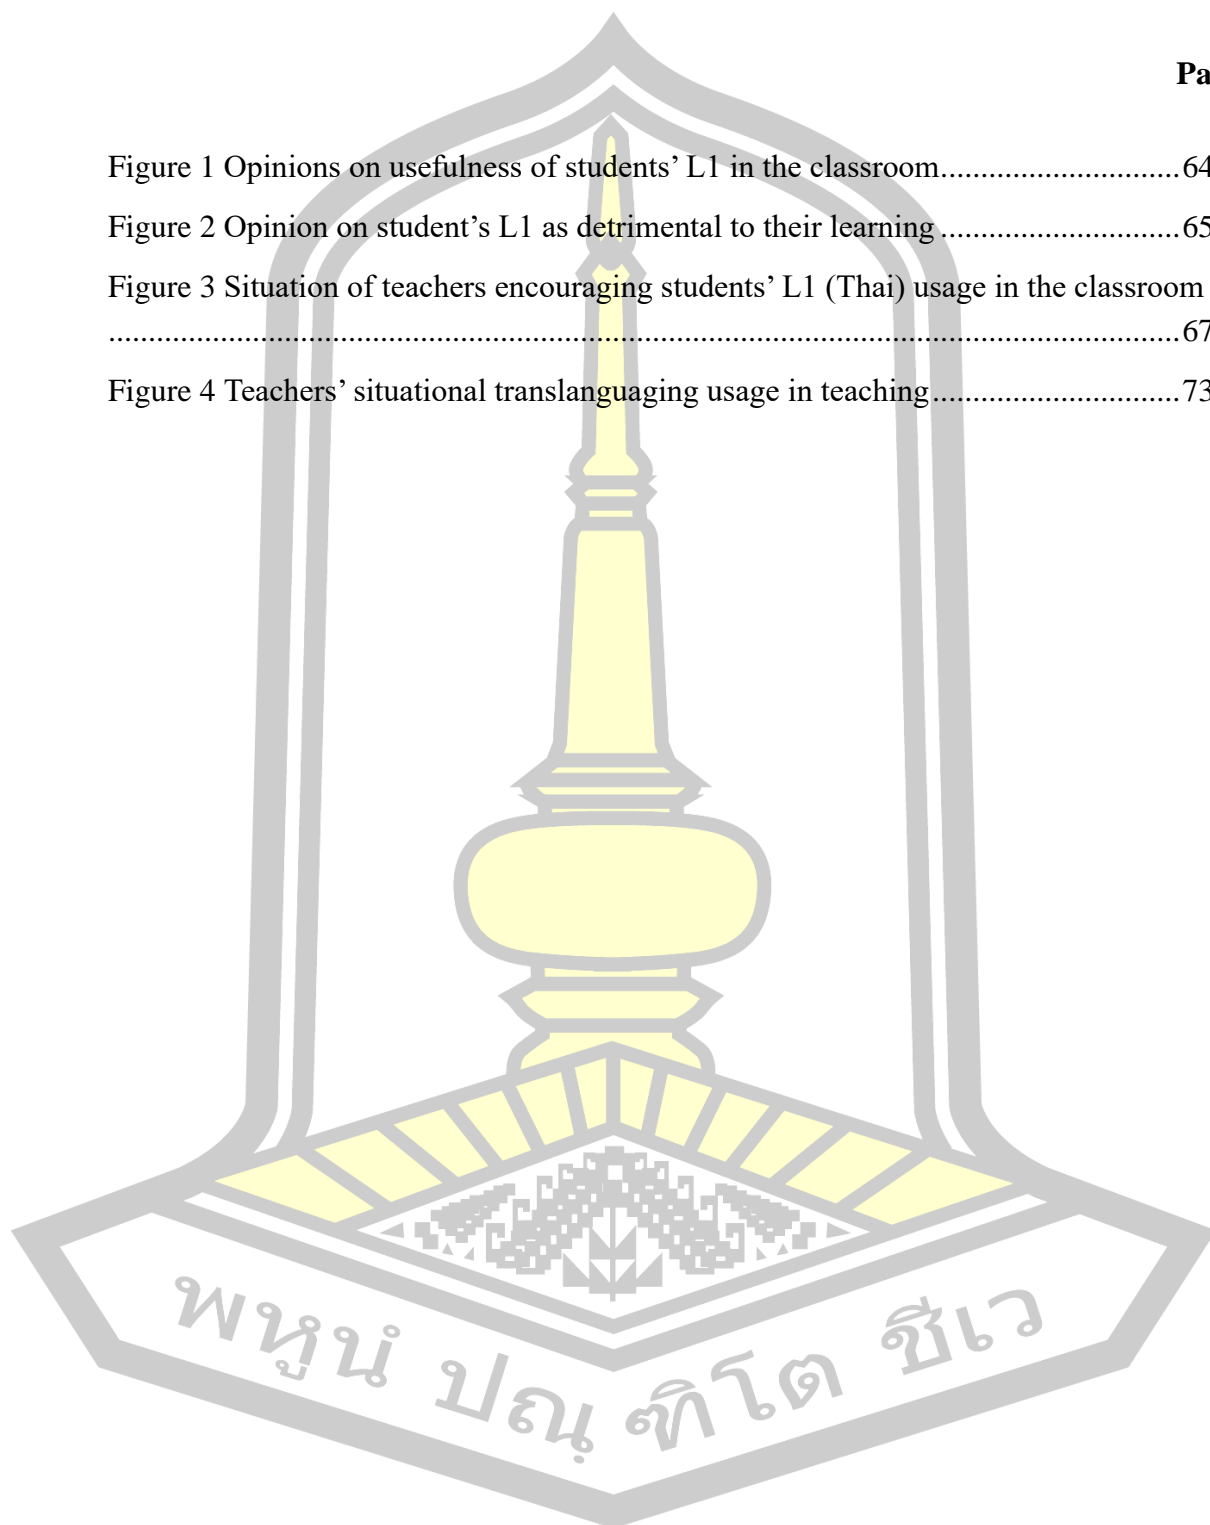 Pa
Figure 1 Opinions on usefulness of students’ L1 in the classroom..............................64
Figure 2 Opinion on student’s L1 as detrimental to their learning..............................65
Figure 3 Situation of teachers encouraging students’ L1 (Thai) usage in the classroom
......................................................................................................................................67
Figure 4 Teachers’ situational translanguaging usage in teaching...............................73
พหูนํ ปณฺฑิโต ชีเว